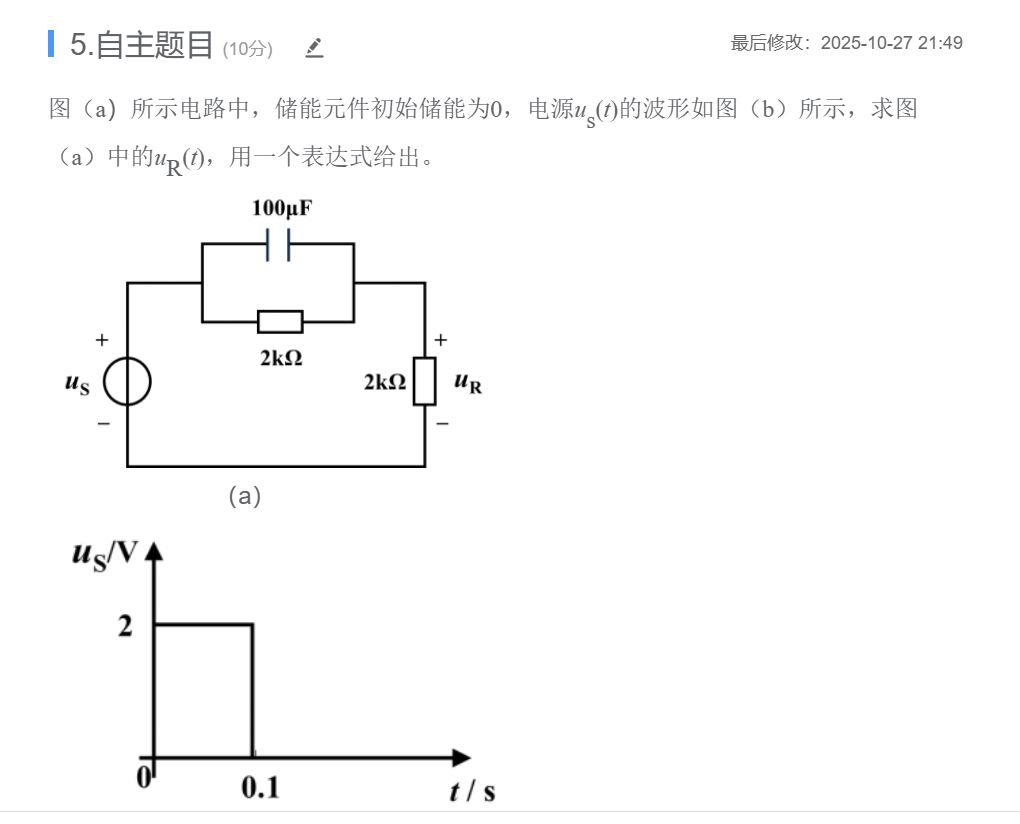 5.自主题目 (10分)
最后修改：2025-10-27 21:49
图（a）所示电路中，储能元件初始储能为0，电源us(t)的波形如图（b）所示，求图
（a）中的uR(t)，用一个表达式给出。
100μF
2kΩ
+
uS
−
2kΩ
+
uR
−
（a）
uS/V
2
0
0.1
t / s